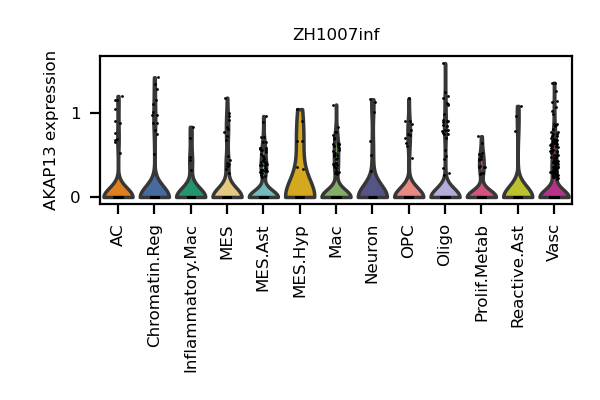 ZH1007inf
AKAP13 expression
1
0
AC
Chromatin.Reg
Inflammatory.Mac
MES
MES.Ast
MES.Hyp
Mac
Neuron
OPC
Oligo
Prolif.Metab
Reactive.Ast
Vasc